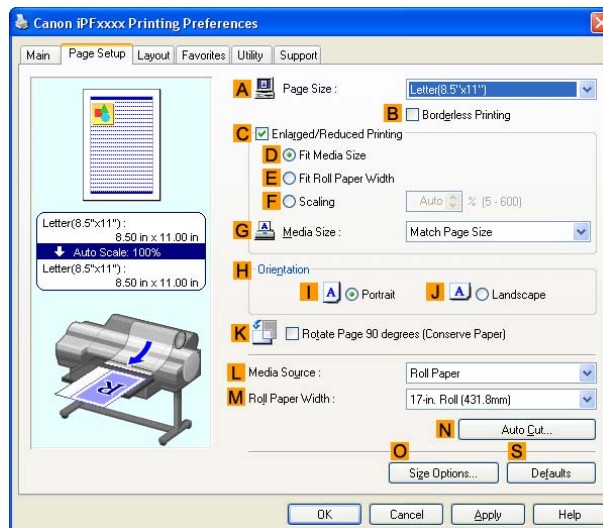 Canon iPFxxxx Printing Preferences
Main Page Setup Layout Favorites Utility Support
A Page Size : Letter(8.5"x11")
B Borderless Printing
C Enlarged/Reduced Printing
D Fit Media Size
E Fit Roll Paper Width
F Scaling Auto % (5 - 600)
G Media Size : Match Page Size
Letter(8.5"x11") :
8.50 in x 11.00 in
Auto Scale: 100%
Letter(8.5"x11") :
8.50 in x 11.00 in
H Orientation
I A Portrait J A Landscape
K Rotate Page 90 degrees (Conserve Paper)
R
L Media Source : Roll Paper
M Roll Paper Width : 17-in. Roll (431.8mm)
N Auto Cut...
O S
Size Options... Defaults
OK Cancel Apply Help